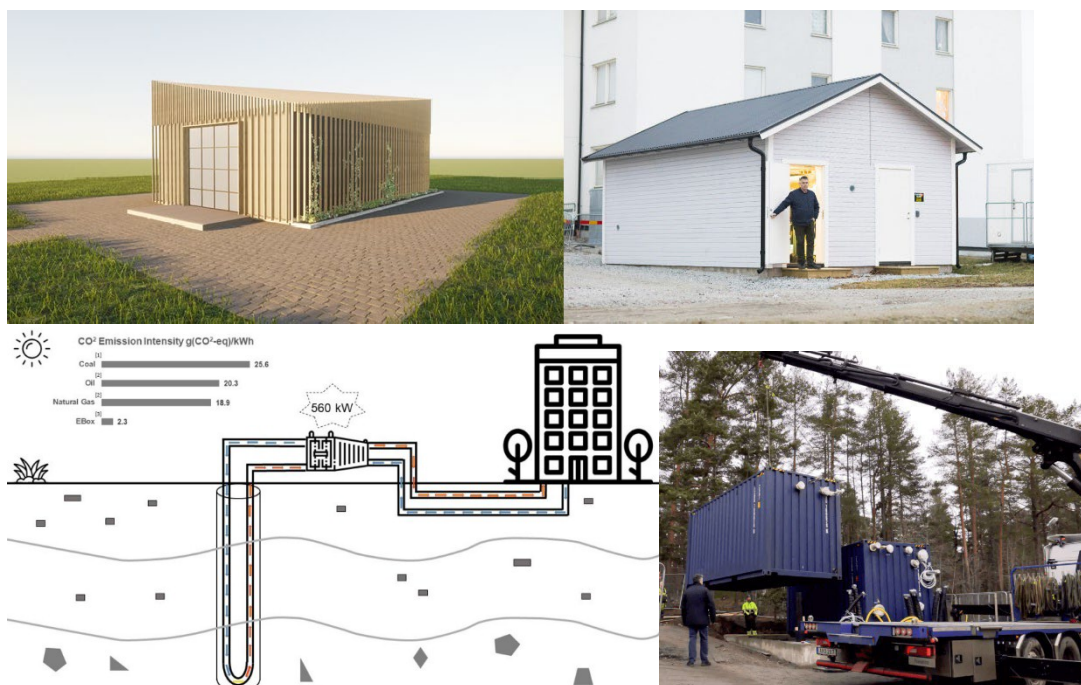 CO² Emission Intensity g(CO²-eq)/kWh
[1]
Coal 25.6
[2]
Oil 20.3
[2]
Natural Gas 18.9
[3]
EBox 2.3
560 kW